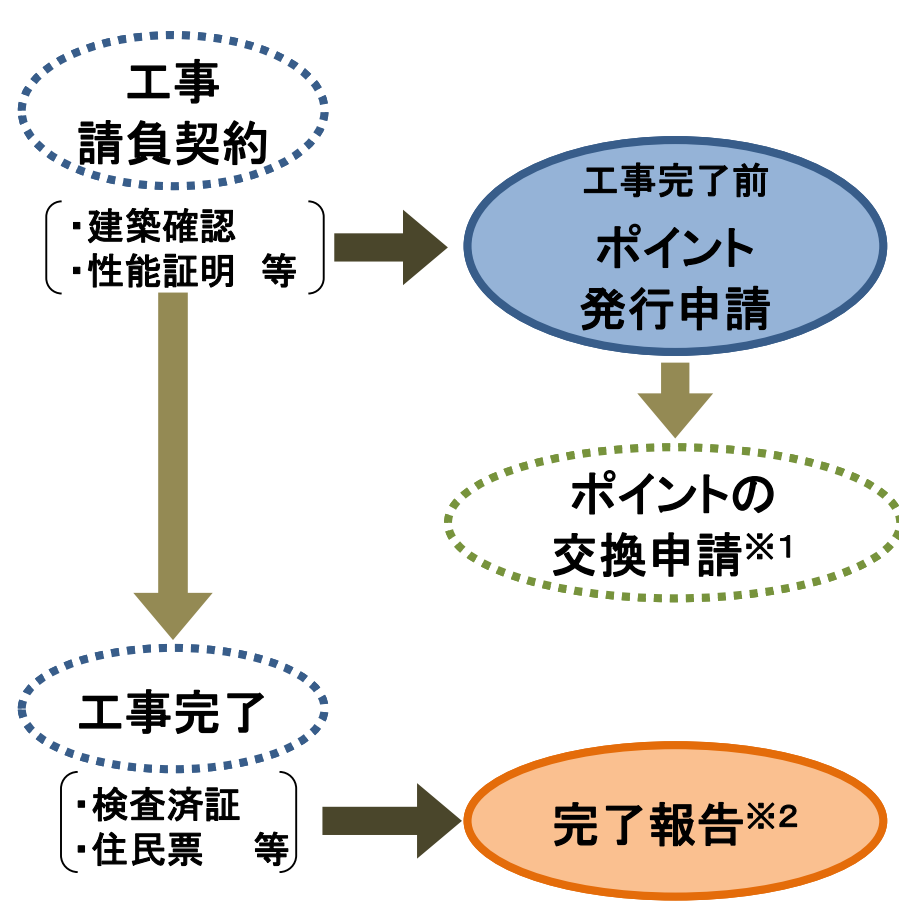 工事
請負契約
・建築確認
・性能証明　等
工事完了前
ポイント
発行申請
ポイントの
交換申請※1
工事完了
・検査済証
・住民票　等
完了報告※2